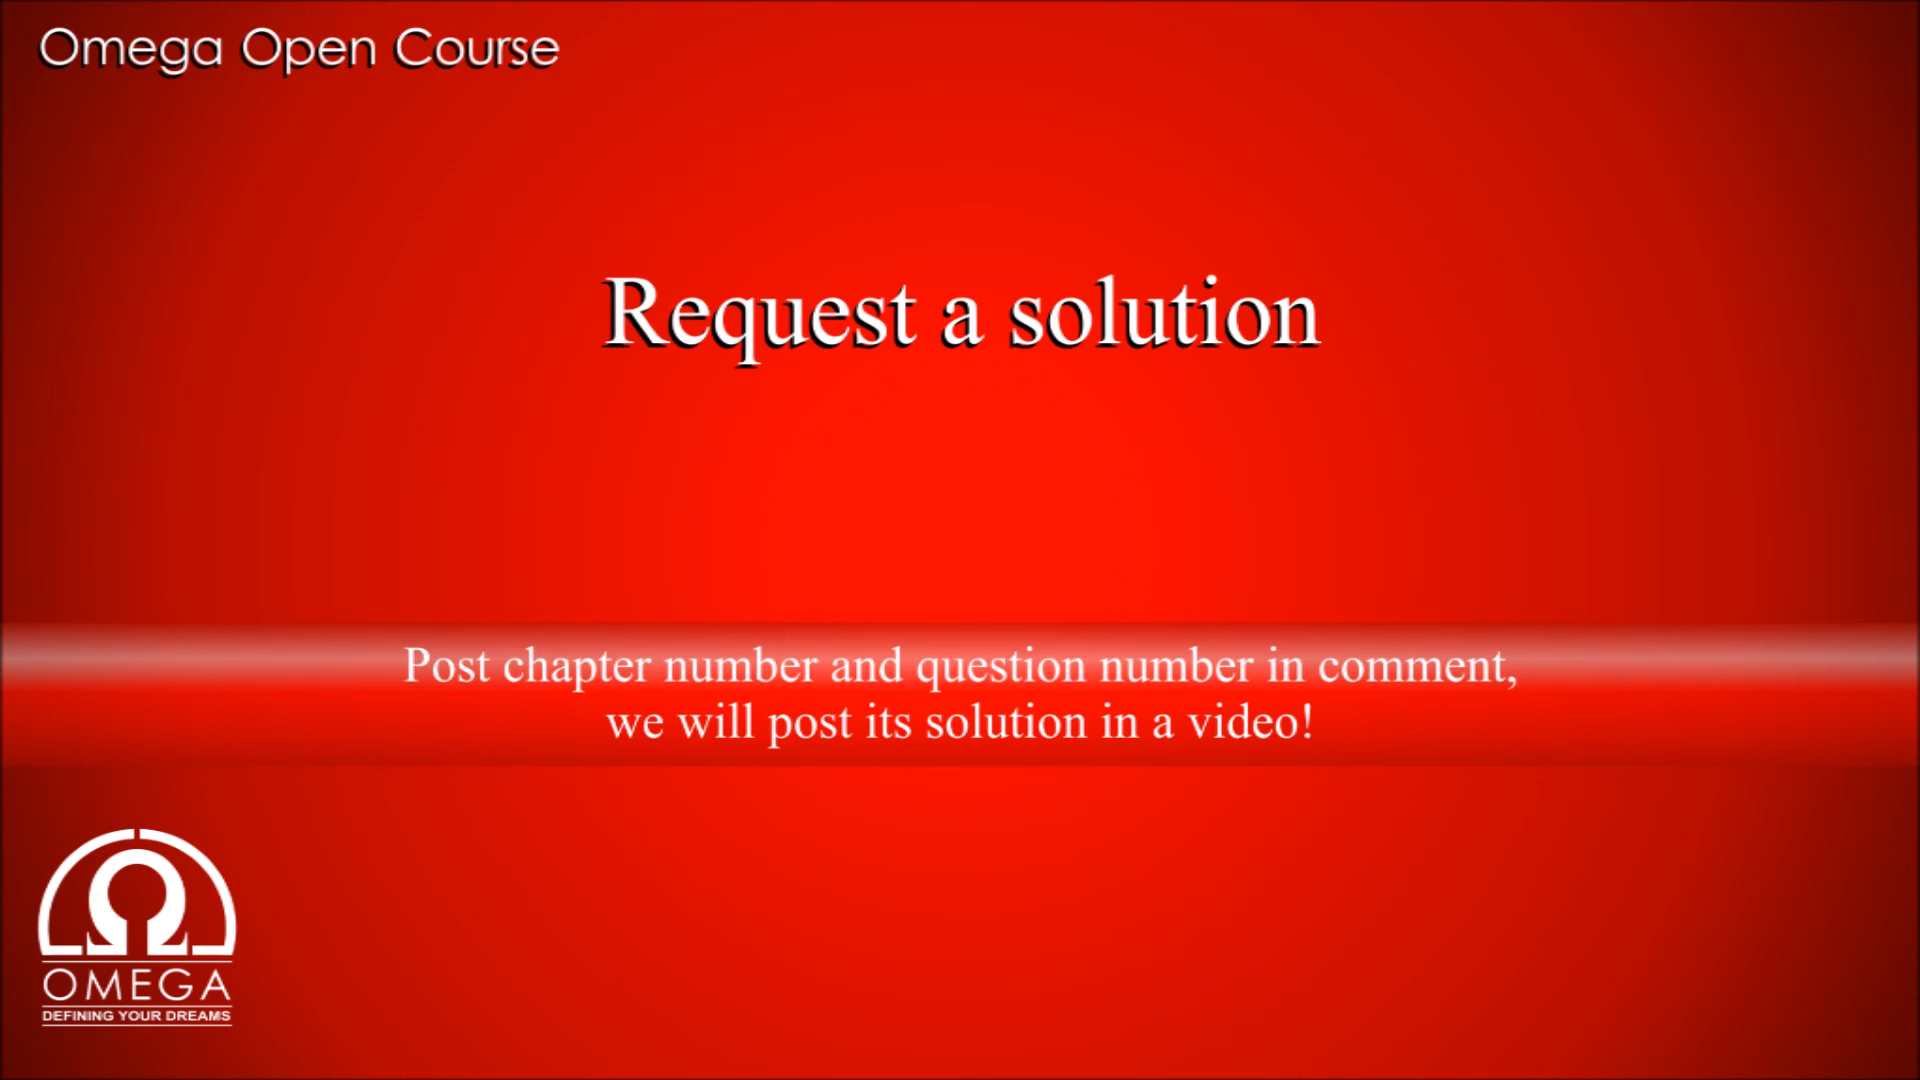 Omega Open Course
Request a solution
Post chapter number and question number in comment,
we will post its solution in a video!
OMEGA
DEFINING YOUR DREAMS